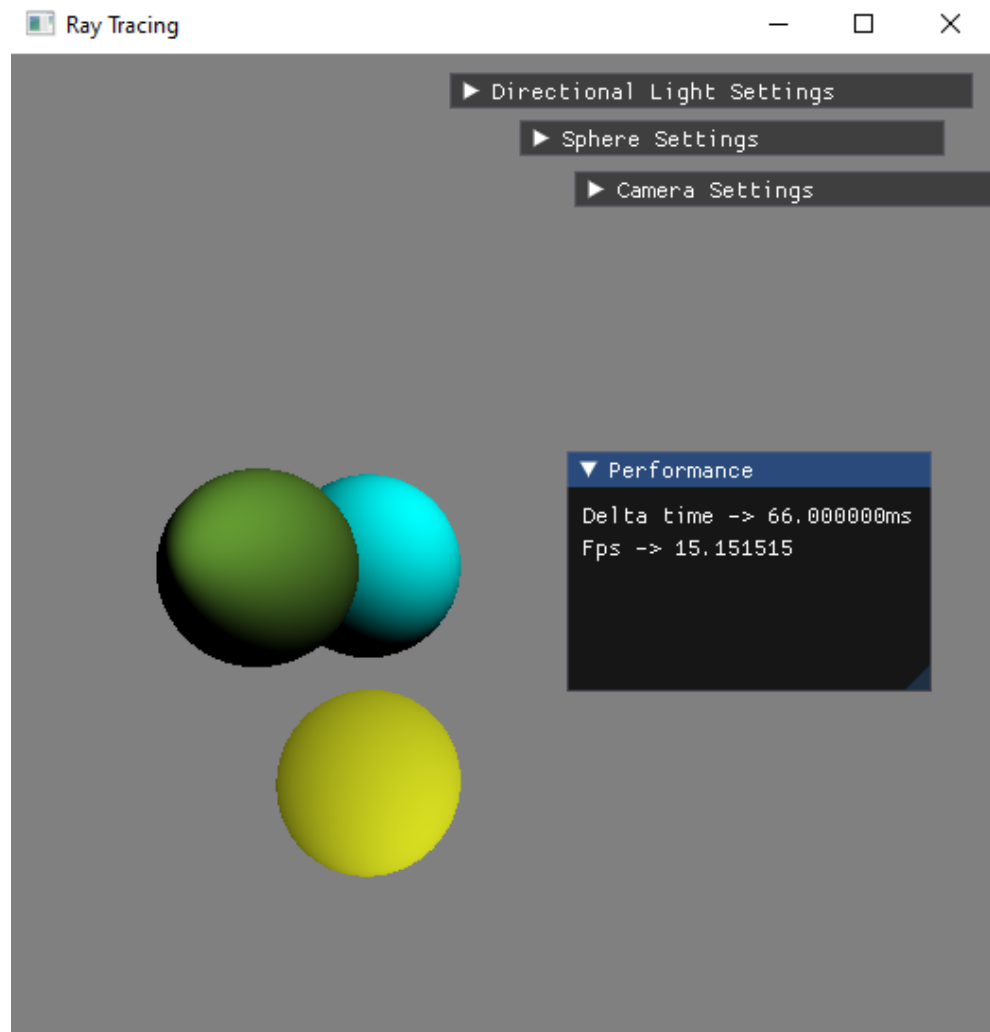 Ray Tracing
Directional Light Settings
Sphere Settings
Camera Settings
Performance
Delta time -> 66.000000ms
Fps -> 15.151515